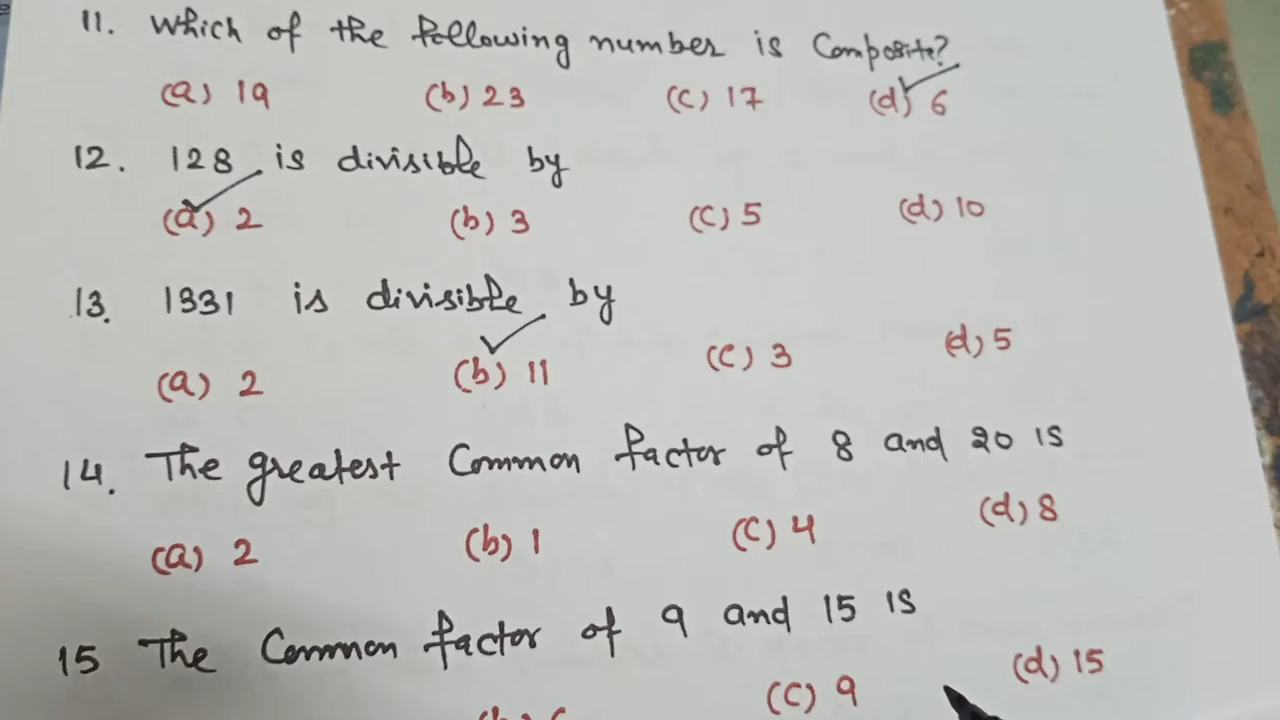 11. Which of the following number is Composite?
(a) 19 (b) 23 (c) 17 (d) 6
12. 128 is divisible by
(a) 2 (b) 3 (c) 5 (d) 10
13. 1331 is divisible by
(a) 2 (b) 11 (c) 3 (d) 5
14. The greatest Common factor of 8 and 20 is
(a) 2 (b) 1 (c) 4 (d) 8
15 The Common factor of 9 and 15 is
(c) 9 (d) 15